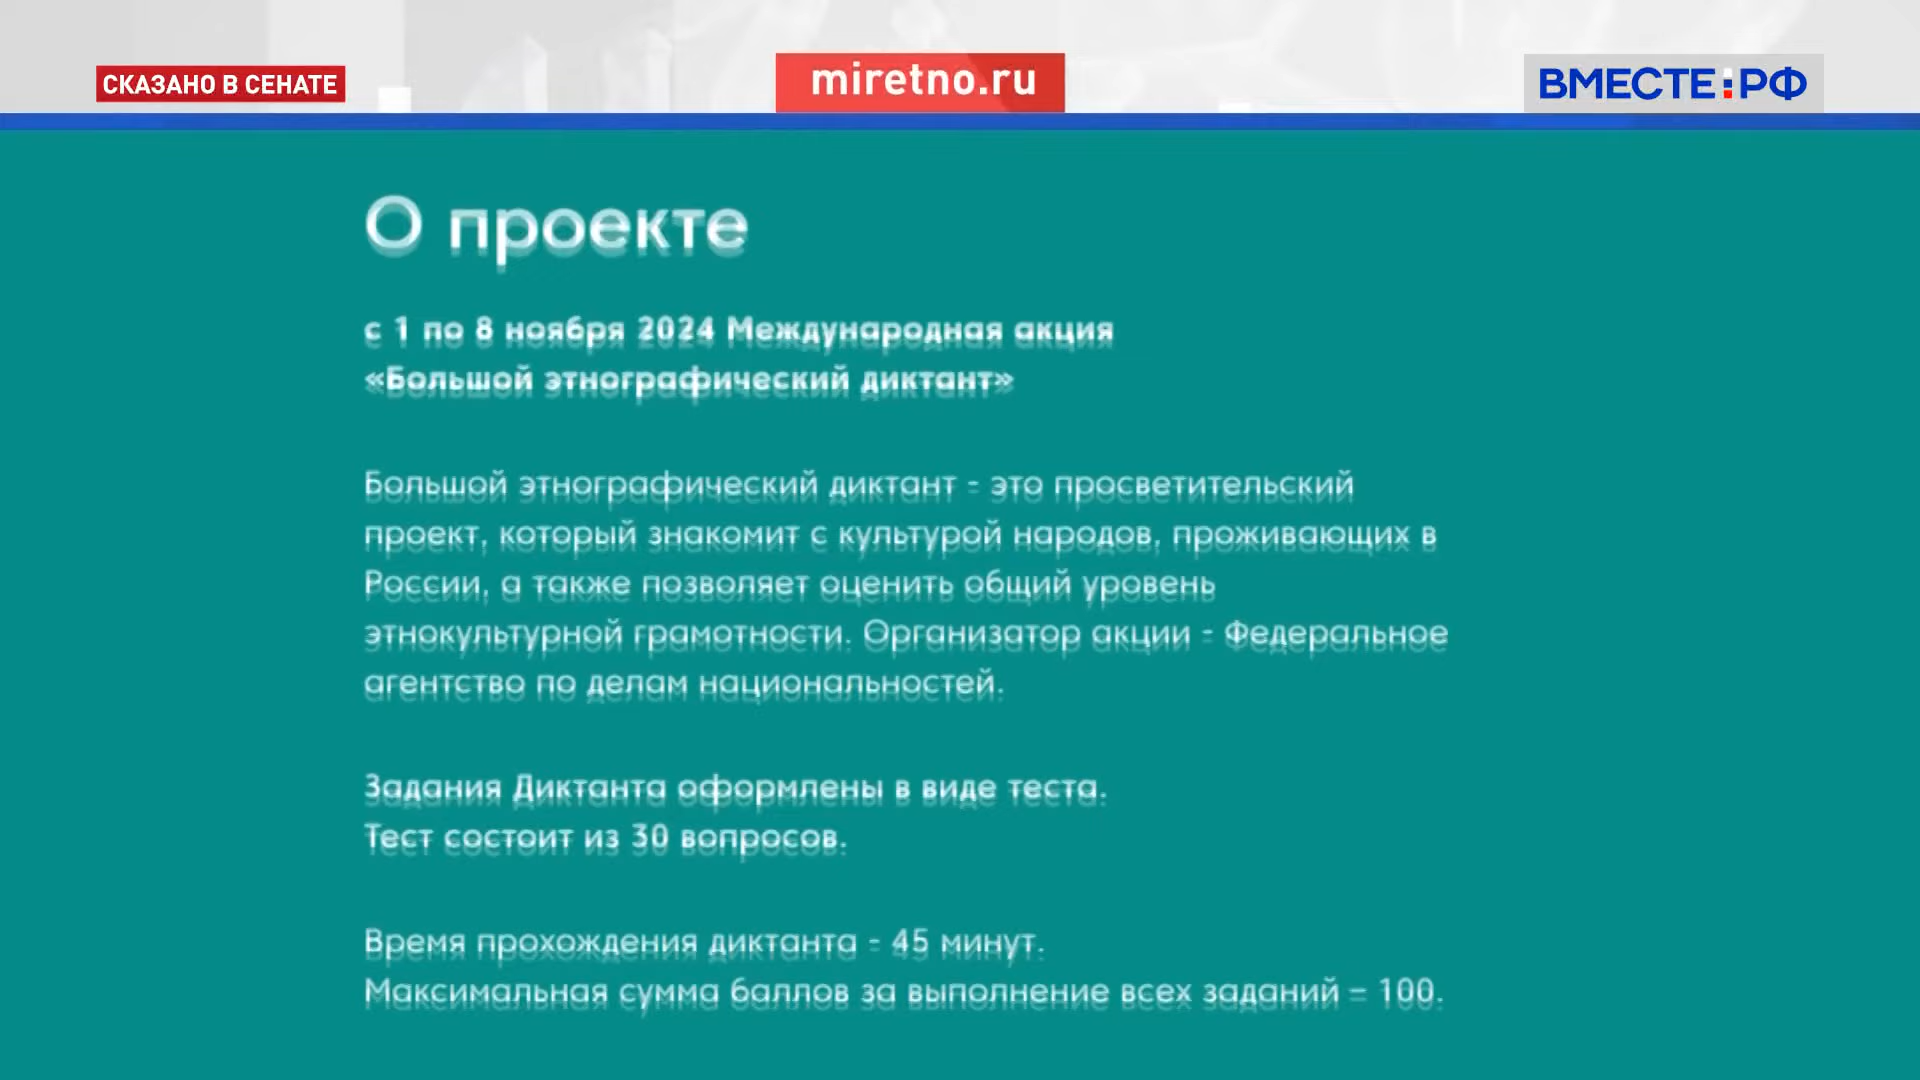 СКАЗАНО В СЕНАТЕ
miretno.ru
ВМЕСТЕ:РФ
О проекте
с 1 по 8 ноября 2024 Международная акция
«Большой этнографический диктант»
Большой этнографический диктант - это просветительский
проект, который знакомит с культурой народов, проживающих в
России, а также позволяет оценить общий уровень
этнокультурной грамотности. Организатор акции - Федеральное
агентство по делам национальностей.
Задания Диктанта оформлены в виде теста.
Тест состоит из 30 вопросов.
Время прохождения диктанта - 45 минут.
Максимальная сумма баллов за выполнение всех заданий = 100.